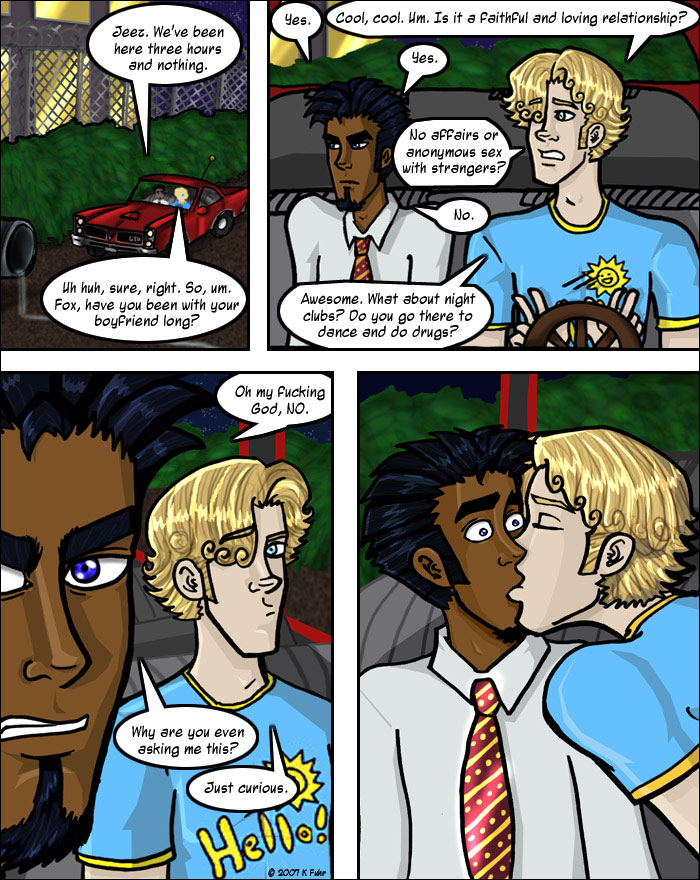 Jeez. We've been
here three hours
and nothing.
Uh huh, sure, right. So, um.
Fox, have you been with your
boyfriend long?
GTO
Yes.
Cool, cool. Um. Is it a faithful and loving relationship?
Yes.
No affairs or
anonymous sex
with strangers?
No.
Awesome. What about night
clubs? Do you go there to
dance and do drugs?
Oh my fucking
God, NO.
Why are you even
asking me this?
Just curious.
Hello!
© 2007 K Fuhr